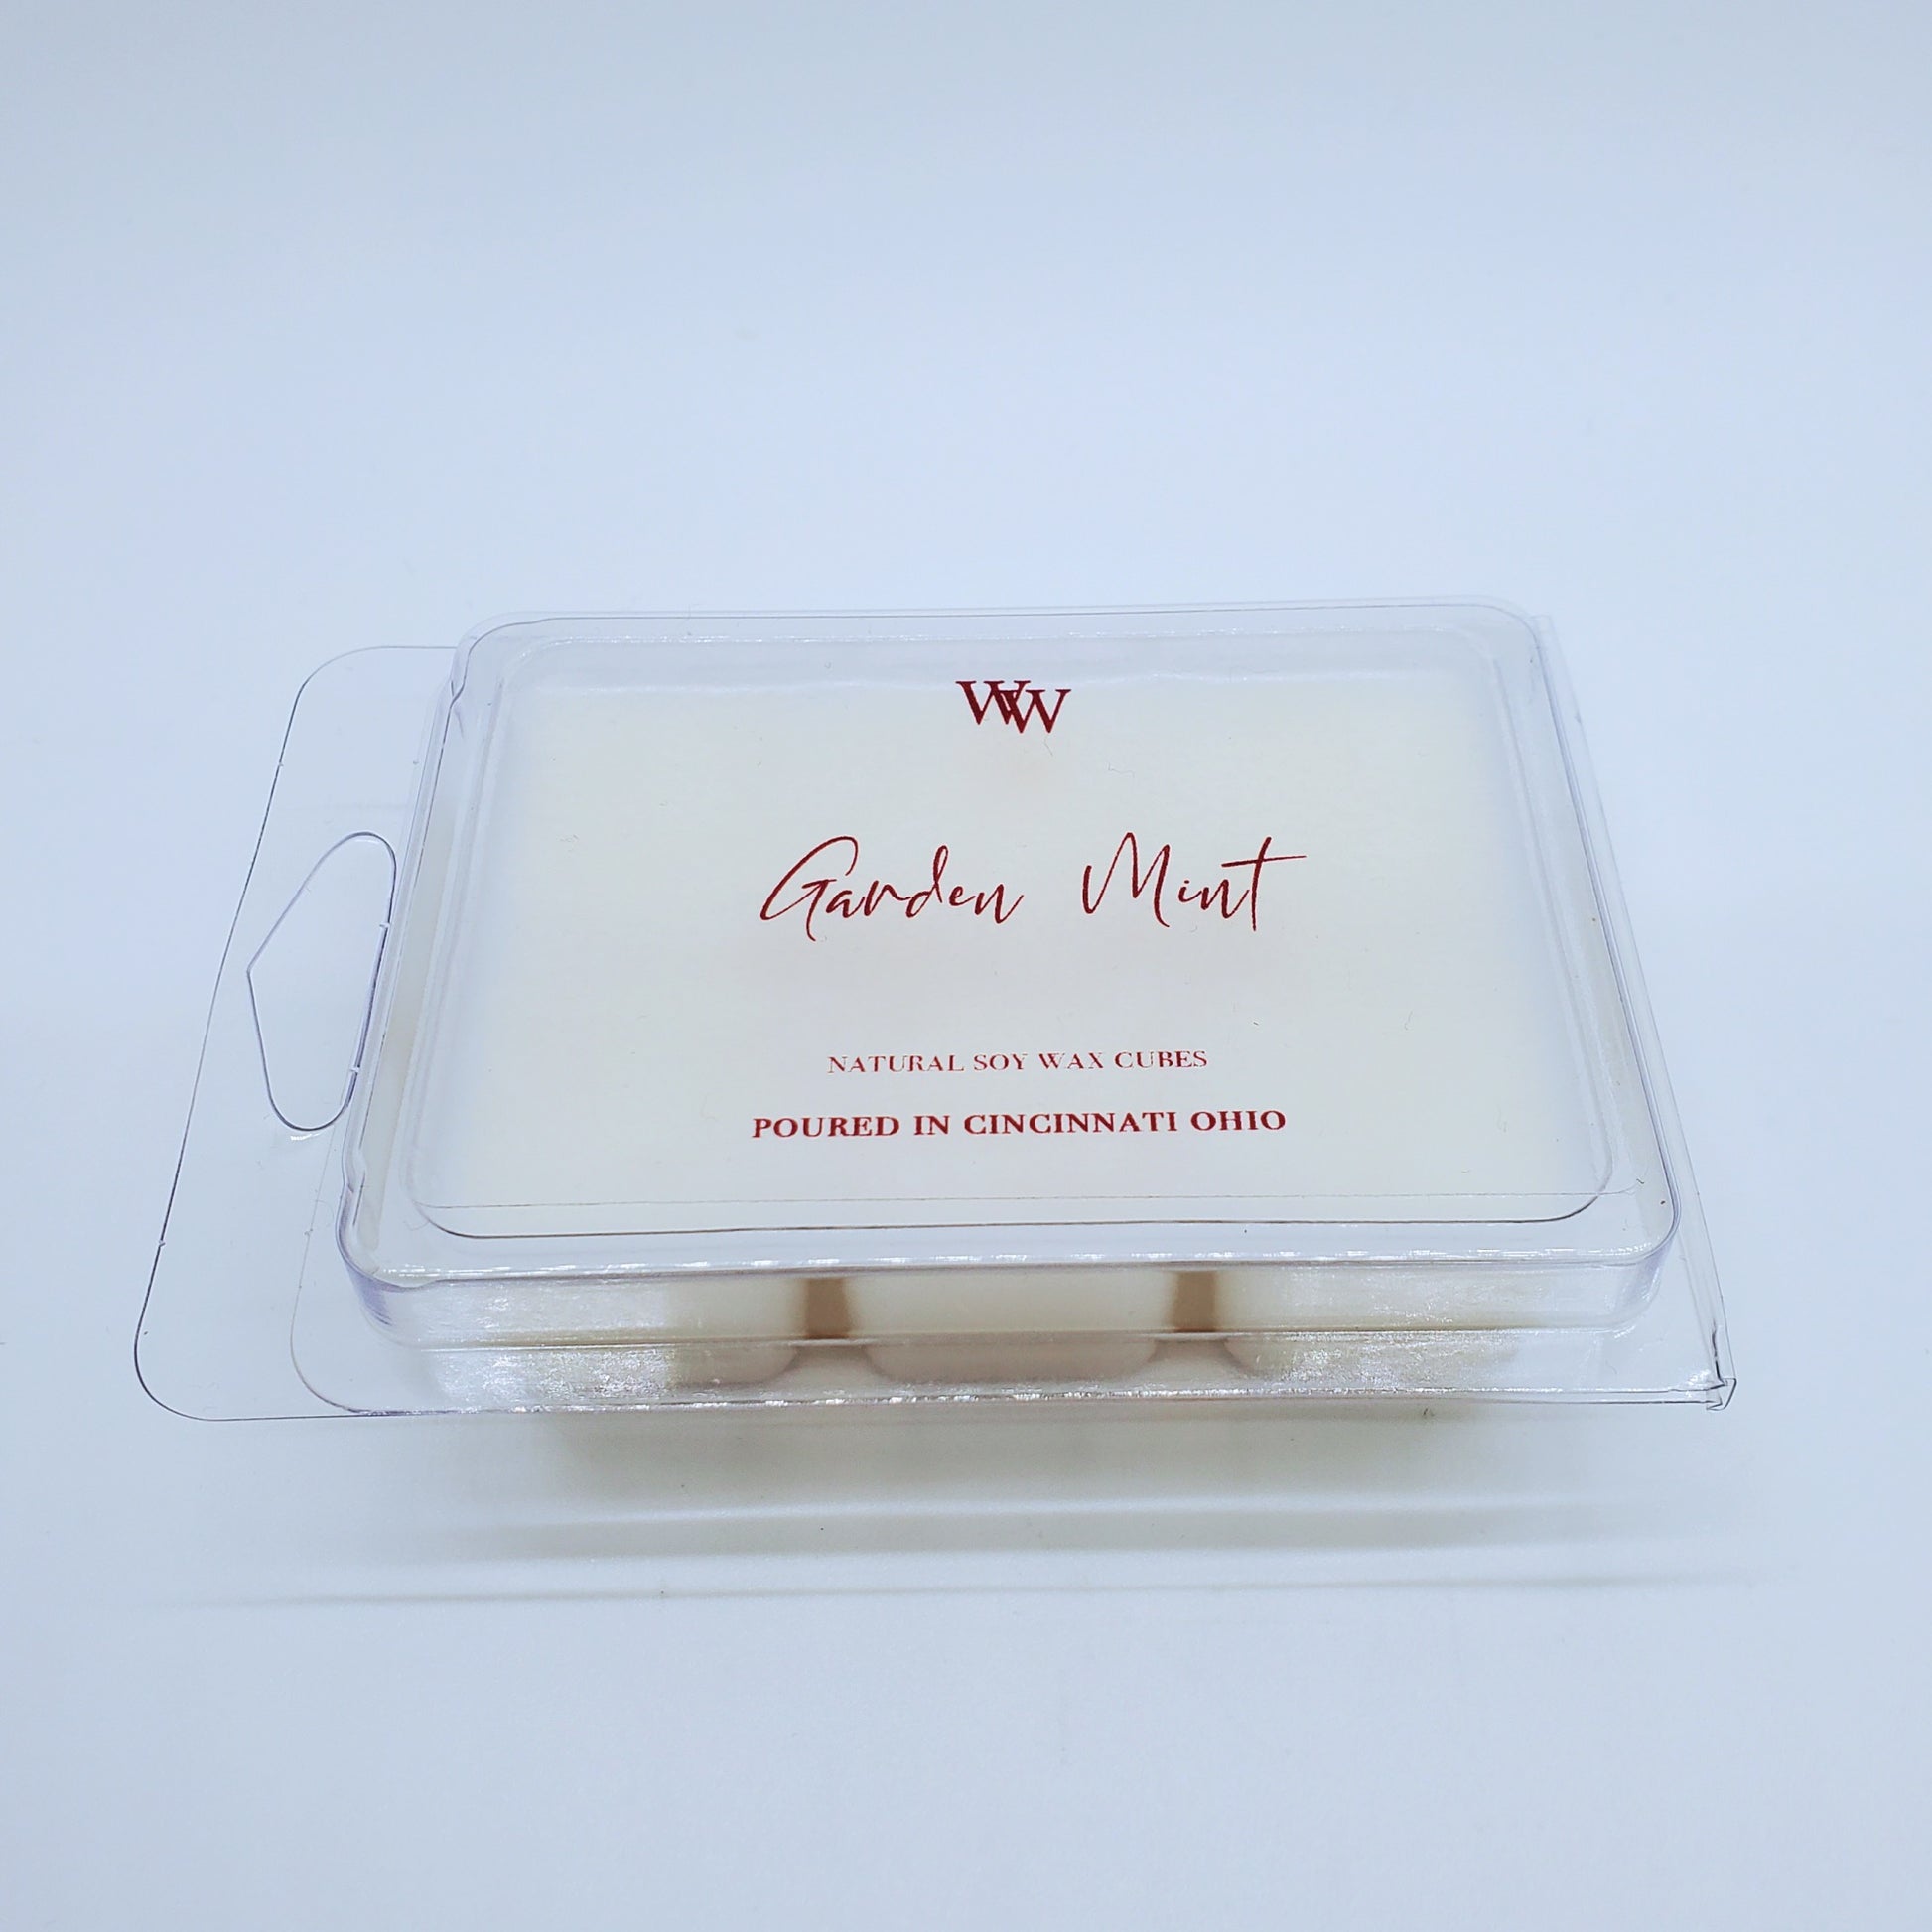 WW
Garden Mint
NATURAL SOY WAX CUBES
POURED IN CINCINNATI OHIO